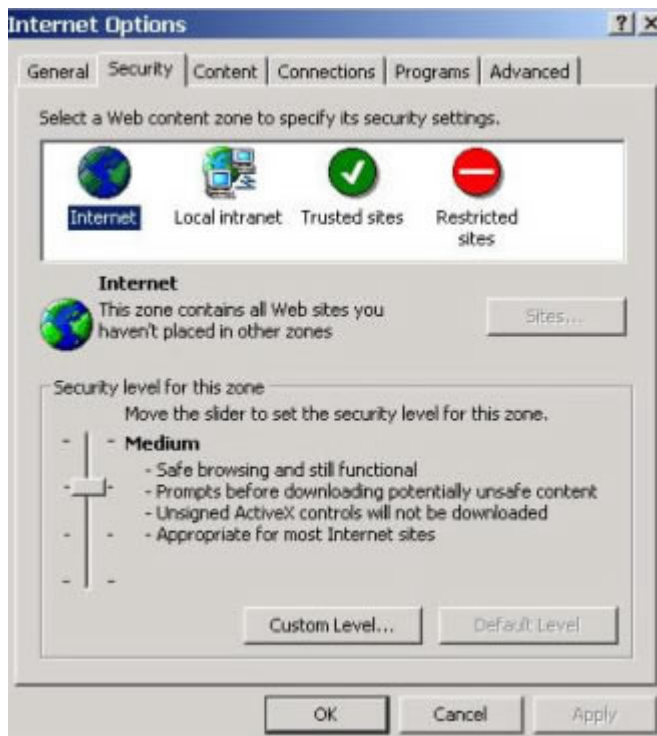 Internet Options
General Security Content Connections Programs Advanced
Select a Web content zone to specify its security settings.
Internet Local intranet Trusted sites Restricted
sites
Internet
This zone contains all Web sites you
haven't placed in other zones
Sites...
Security level for this zone
Move the slider to set the security level for this zone.
Medium
- Safe browsing and still functional
- Prompts before downloading potentially unsafe content
- Unsigned ActiveX controls will not be downloaded
- Appropriate for most Internet sites
Custom Level... Default Level
OK Cancel Apply